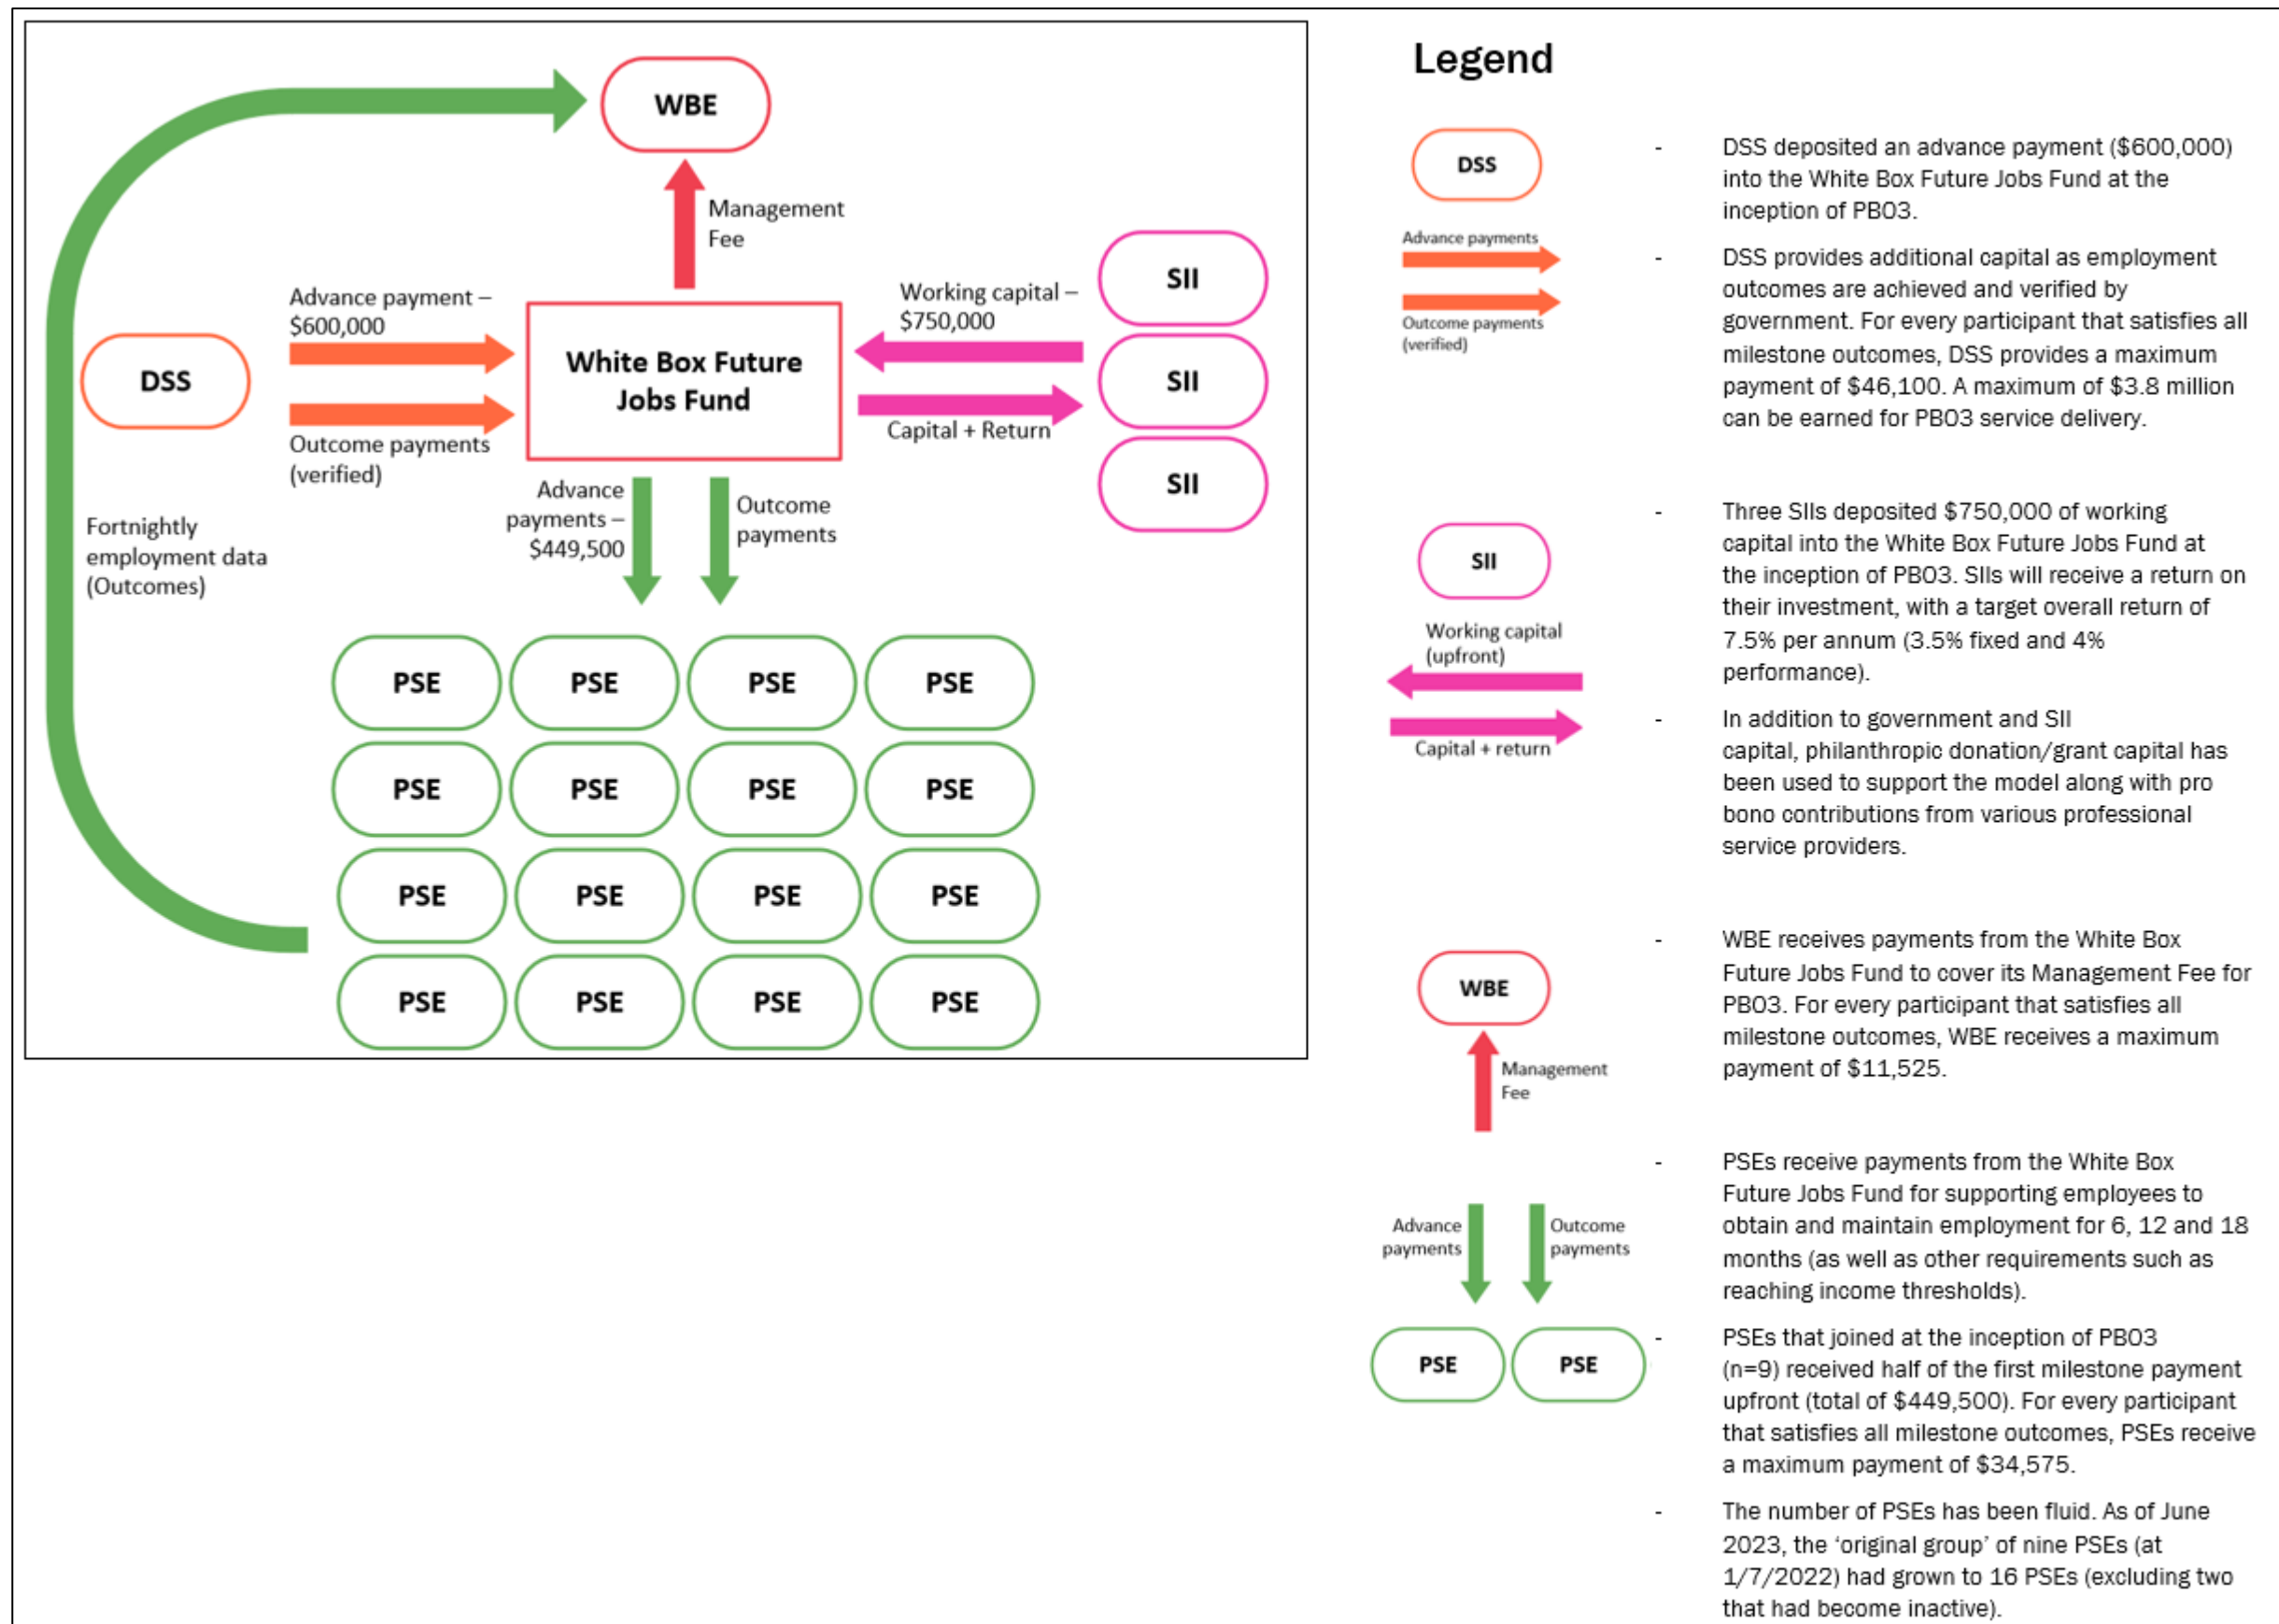 WBE
Management
Fee
SII
Advance payment –
$600,000
Working capital –
$750,000
DSS
White Box Future
Jobs Fund
SII
Outcome payments
(verified)
Capital + Return
SII
Advance
payments –
$449,500
Outcome
payments
Fortnightly
employment data
(Outcomes)
PSE PSE PSE PSE
PSE PSE PSE PSE
PSE PSE PSE PSE
PSE PSE PSE PSE
Legend
DSS
Advance payments
Outcome payments
(verified)
- DSS deposited an advance payment ($600,000)
into the White Box Future Jobs Fund at the
inception of PBO3.
- DSS provides additional capital as employment
outcomes are achieved and verified by
government. For every participant that satisfies all
milestone outcomes, DSS provides a maximum
payment of $46,100. A maximum of $3.8 million
can be earned for PBO3 service delivery.
SII
Working capital
(upfront)
Capital + return
- Three SIIs deposited $750,000 of working
capital into the White Box Future Jobs Fund at
the inception of PBO3. SIIs will receive a return on
their investment, with a target overall return of
7.5% per annum (3.5% fixed and 4%
performance).
- In addition to government and SII
capital, philanthropic donation/grant capital has
been used to support the model along with pro
bono contributions from various professional
service providers.
WBE
Management
Fee
- WBE receives payments from the White Box
Future Jobs Fund to cover its Management Fee for
PBO3. For every participant that satisfies all
milestone outcomes, WBE receives a maximum
payment of $11,525.
Advance
payments
Outcome
payments
PSE PSE
- PSEs receive payments from the White Box
Future Jobs Fund for supporting employees to
obtain and maintain employment for 6, 12 and 18
months (as well as other requirements such as
reaching income thresholds).
- PSEs that joined at the inception of PBO3
(n=9) received half of the first milestone payment
upfront (total of $449,500). For every participant
that satisfies all milestone outcomes, PSEs receive
a maximum payment of $34,575.
- The number of PSEs has been fluid. As of June
2023, the ‘original group’ of nine PSEs (at
1/7/2022) had grown to 16 PSEs (excluding two
that had become inactive).